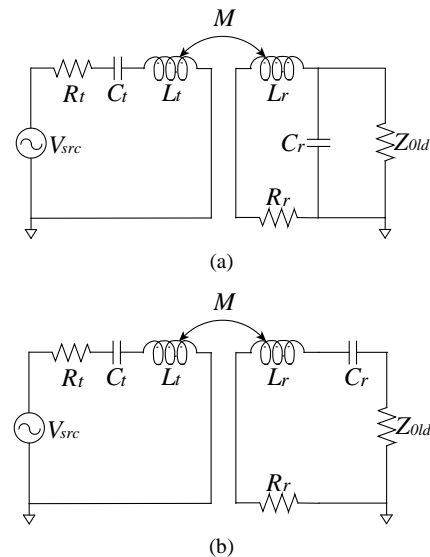 M
Rt Ct Lt Lr
Vsrc Cr Z0ld
Rr
(a)
M
Rt Ct Lt Lr Cr
Vsrc Z0ld
Rr
(b)